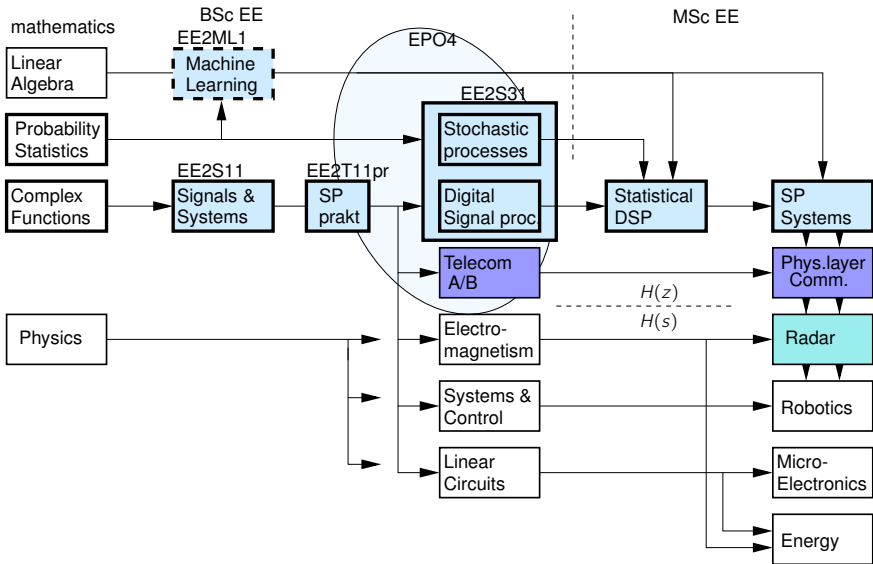 BSc EE
MSc EE
mathematics
EE2ML1
EPO4
Linear
Algebra
Machine
Learning
EE2S31
Probability
Statistics
Stochastic
processes
EE2S11
EE2T11pr
Complex
Functions
Signals &
Systems
SP
prakt
Digital
Signal proc.
Statistical
DSP
SP
Systems
Telecom
A/B
Phys.layer
Comm.
H(z)
H(s)
Physics
Electro-
magnetism
Radar
Systems &
Control
Robotics
Linear
Circuits
Micro-
Electronics
Energy